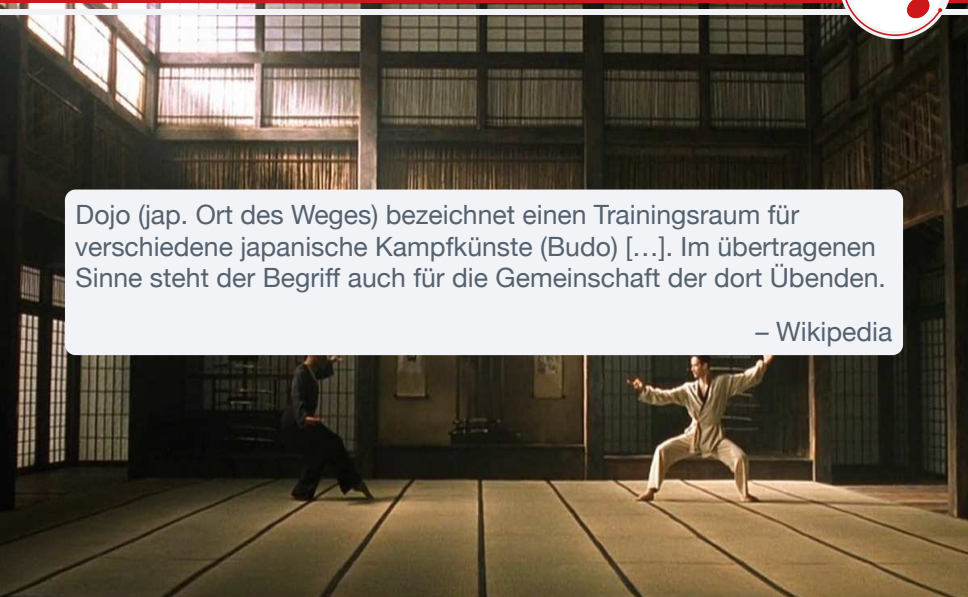 Dojo (jap. Ort des Weges) bezeichnet einen Trainingsraum für
verschiedene japanische Kampfkünste (Budo) […]. Im übertragenen
Sinne steht der Begriff auch für die Gemeinschaft der dort Übenden.
– Wikipedia